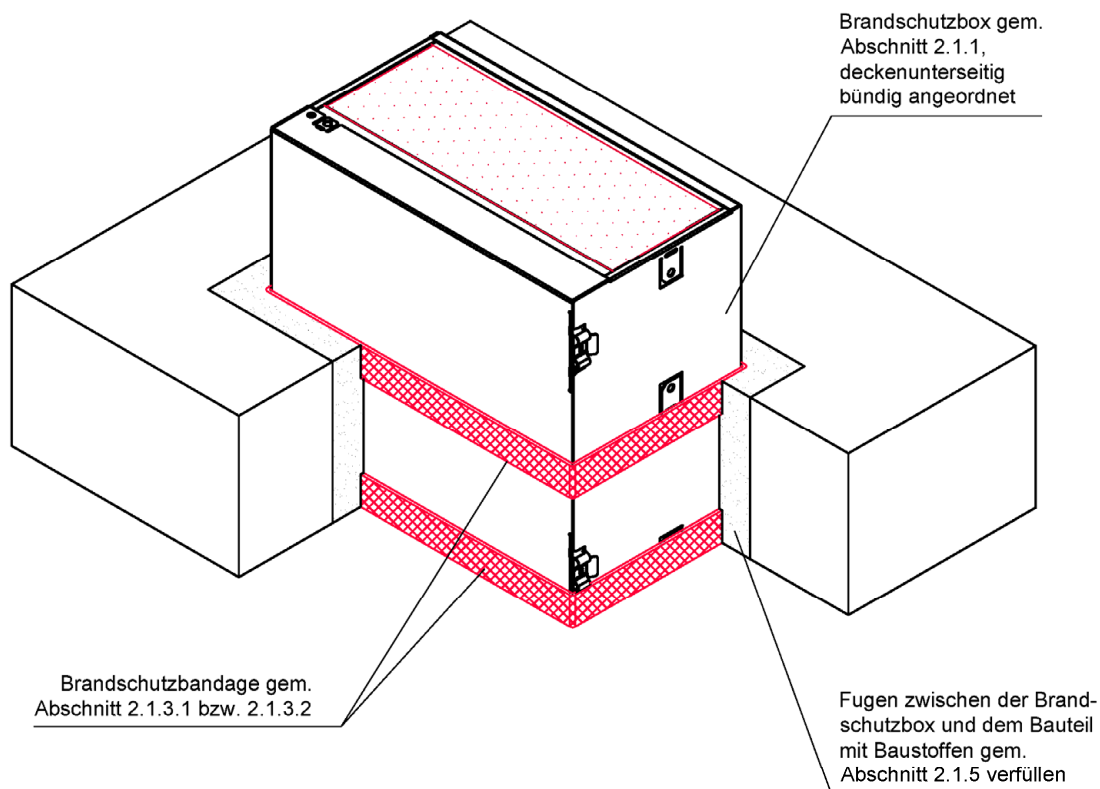 Brandschutzbox gem.
Abschnitt 2.1.1,
deckenunterseitig
bündig angeordnet
Brandschutzbandage gem.
Abschnitt 2.1.3.1 bzw. 2.1.3.2
Fugen zwischen der Brand-
schutzbox und dem Bauteil
mit Baustoffen gem.
Abschnitt 2.1.5 verfüllen